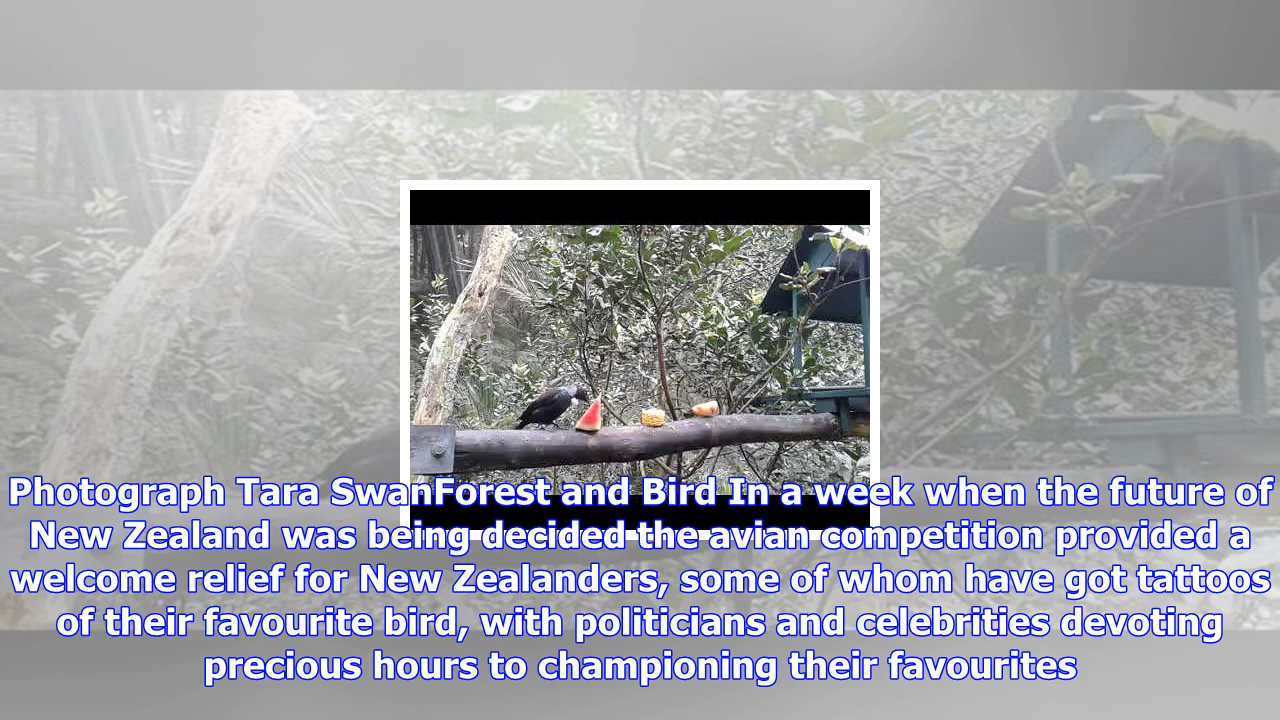 Photograph Tara SwanForest and Bird In a week when the future of
New Zealand was being decided the avian competition provided a
welcome relief for New Zealanders, some of whom have got tattoos
of their favourite bird, with politicians and celebrities devoting
precious hours to championing their favourites